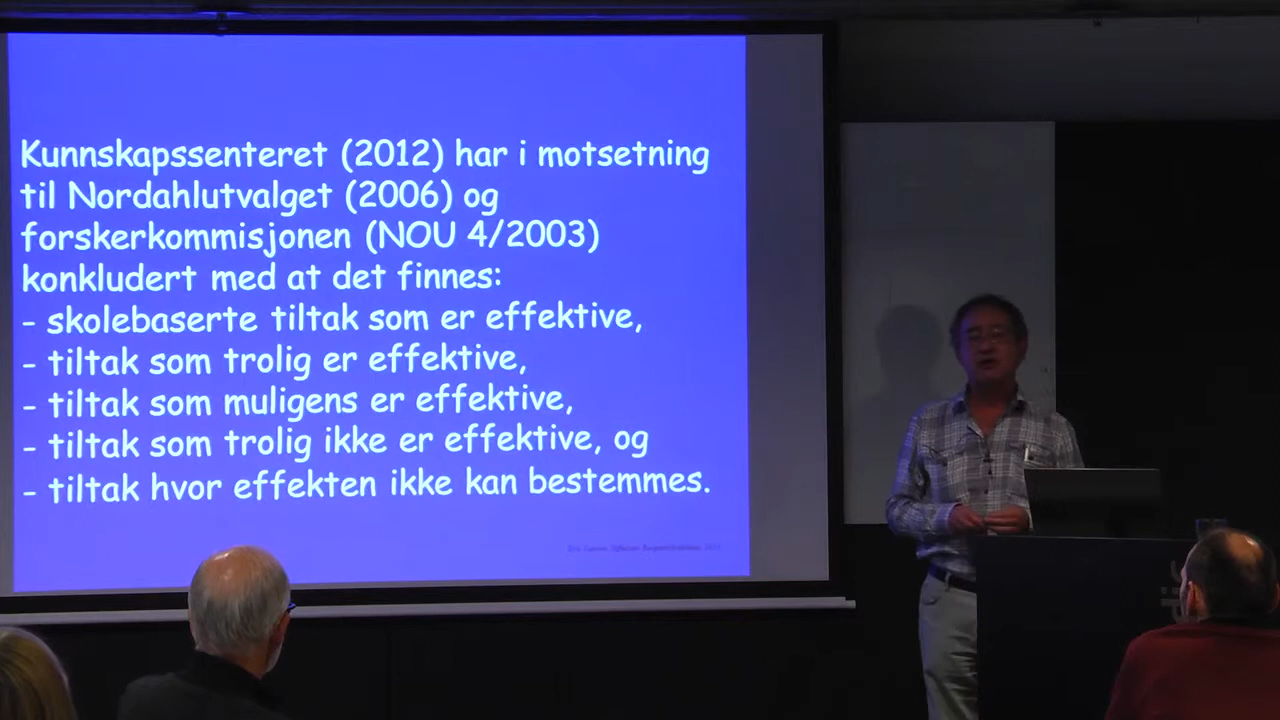 Kunnskapssenteret (2012) har i motsetning
til Nordahlutvalget (2006) og
forskerkommisjonen (NOU 4/2003)
konkludert med at det finnes:
- skolebaserte tiltak som er effektive,
- tiltak som trolig er effektive,
- tiltak som muligens er effektive,
- tiltak som trolig ikke er effektive, og
- tiltak hvor effekten ikke kan bestemmes.